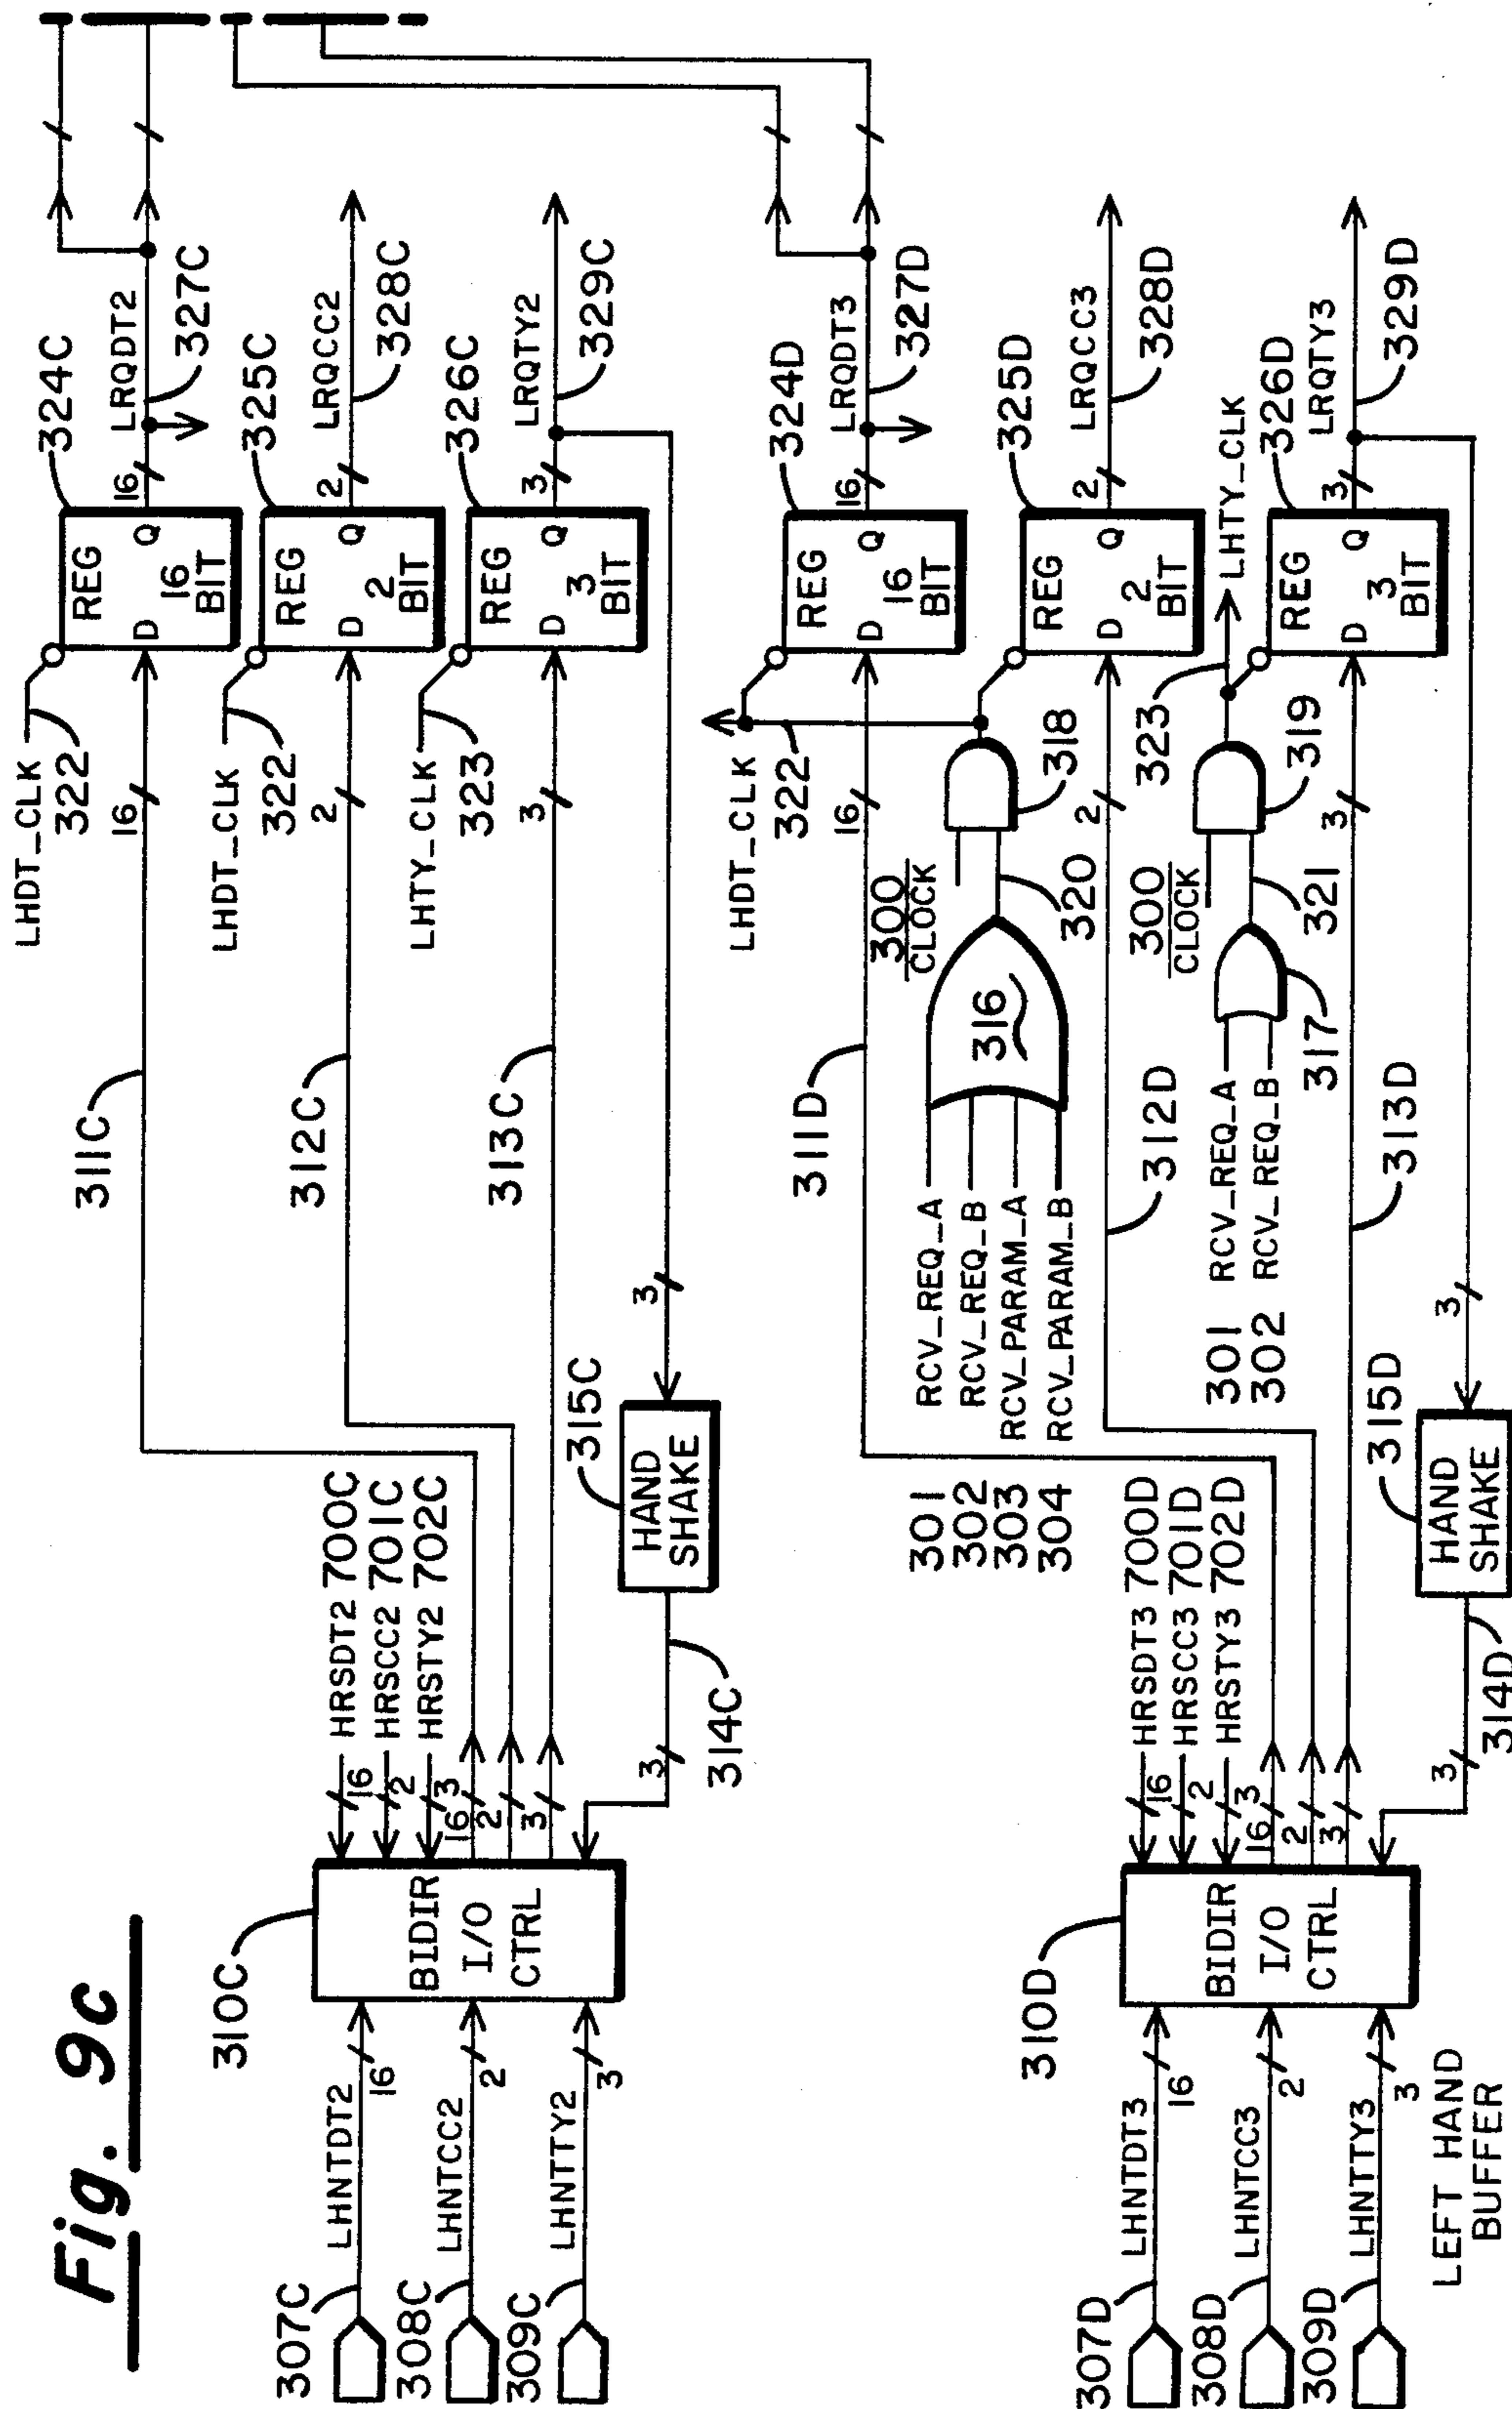 Fig. 9c
307C
LHNTDT2
16
308C
LHNTCC2
2
309C
LHNTTY2
3
310C
BIDIR
I/O
CTRL
16
HRSDT2 700C
2
HRSCC2 701C
3
HRSTY2 702C
16
2
3
3
314C
HAND
SHAKE
315C
3
311C
312C
313C
LHDT_CLK
322
16
LHDT_CLK
322
2
LHTY_CLK
323
3
REG
D Q
16
BIT
324C
16
LRQDT2
327C
REG
D Q
2
BIT
325C
2
LRQCC2
328C
REG
D Q
3
BIT
326C
3
LRQTY2
329C
307D
LHNTDT3
16
308D
LHNTCC3
2
309D
LHNTTY3
3
LEFT HAND
BUFFER
310D
BIDIR
I/O
CTRL
16
HRSDT3 700D
2
HRSCC3 701D
3
HRSTY3 702D
16
2
3
3
314D
HAND
SHAKE
315D
3
311D
312D
313D
301 RCV_REQ_A
302 RCV_REQ_B
303 RCV_PARAM_A
304 RCV_PARAM_B
316
300
CLOCK
320
318
LHDT_CLK
322
16
2
301 RCV_REQ_A
302 RCV_REQ_B
317
300
CLOCK
321
319
323
LHTY_CLK
3
REG
D Q
16
BIT
324D
16
LRQDT3
327D
REG
D Q
2
BIT
325D
2
LRQCC3
328D
REG
D Q
3
BIT
326D
3
LRQTY3
329D